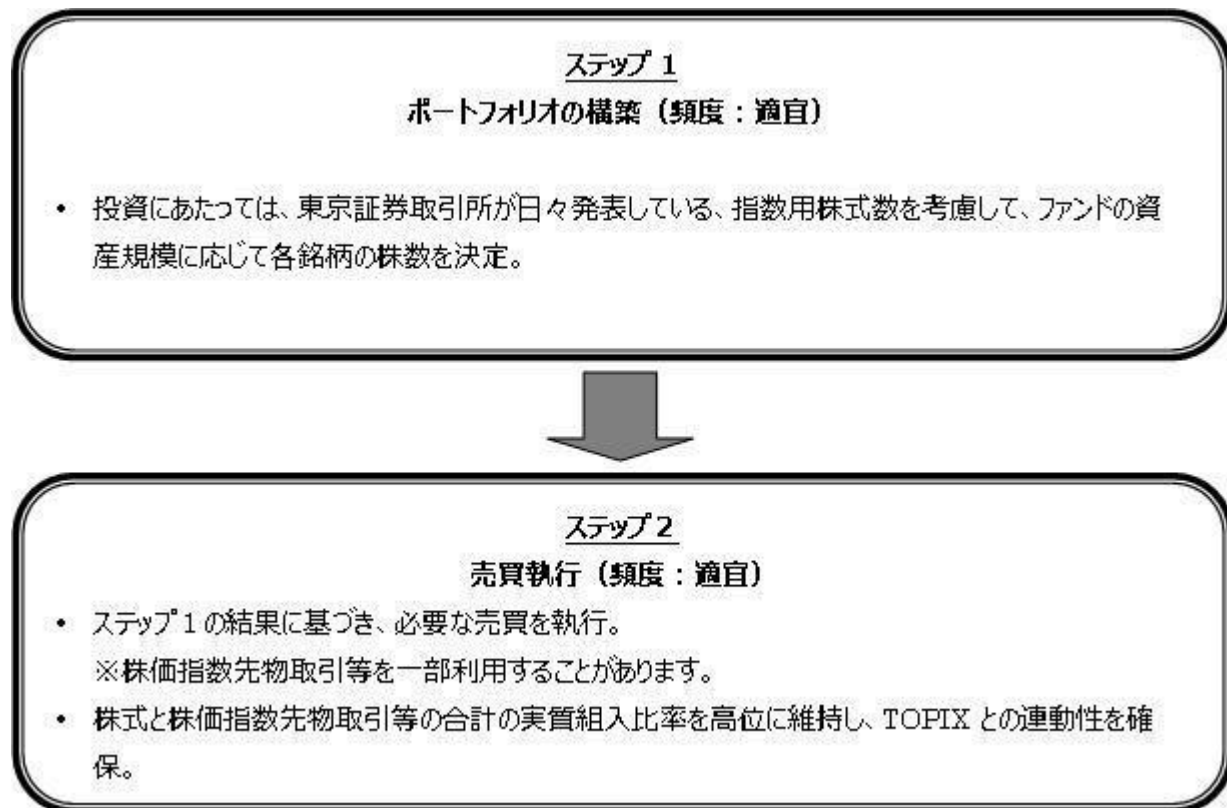 ステップ 1
ポートフォリオの構築（頻度：適宜）
• 投資にあたっては、東京証券取引所が日々発表している、指数用株式数を考慮して、ファンドの資
産規模に応じて各銘柄の株数を決定。
ステップ 2
売買執行（頻度：適宜）
• ステップ 1 の結果に基づき、必要な売買を執行。
※株価指数先物取引等を一部利用することがあります。
• 株式と株価指数先物取引等の合計の実質組入比率を高位に維持し、TOPIX との連動性を確
保。